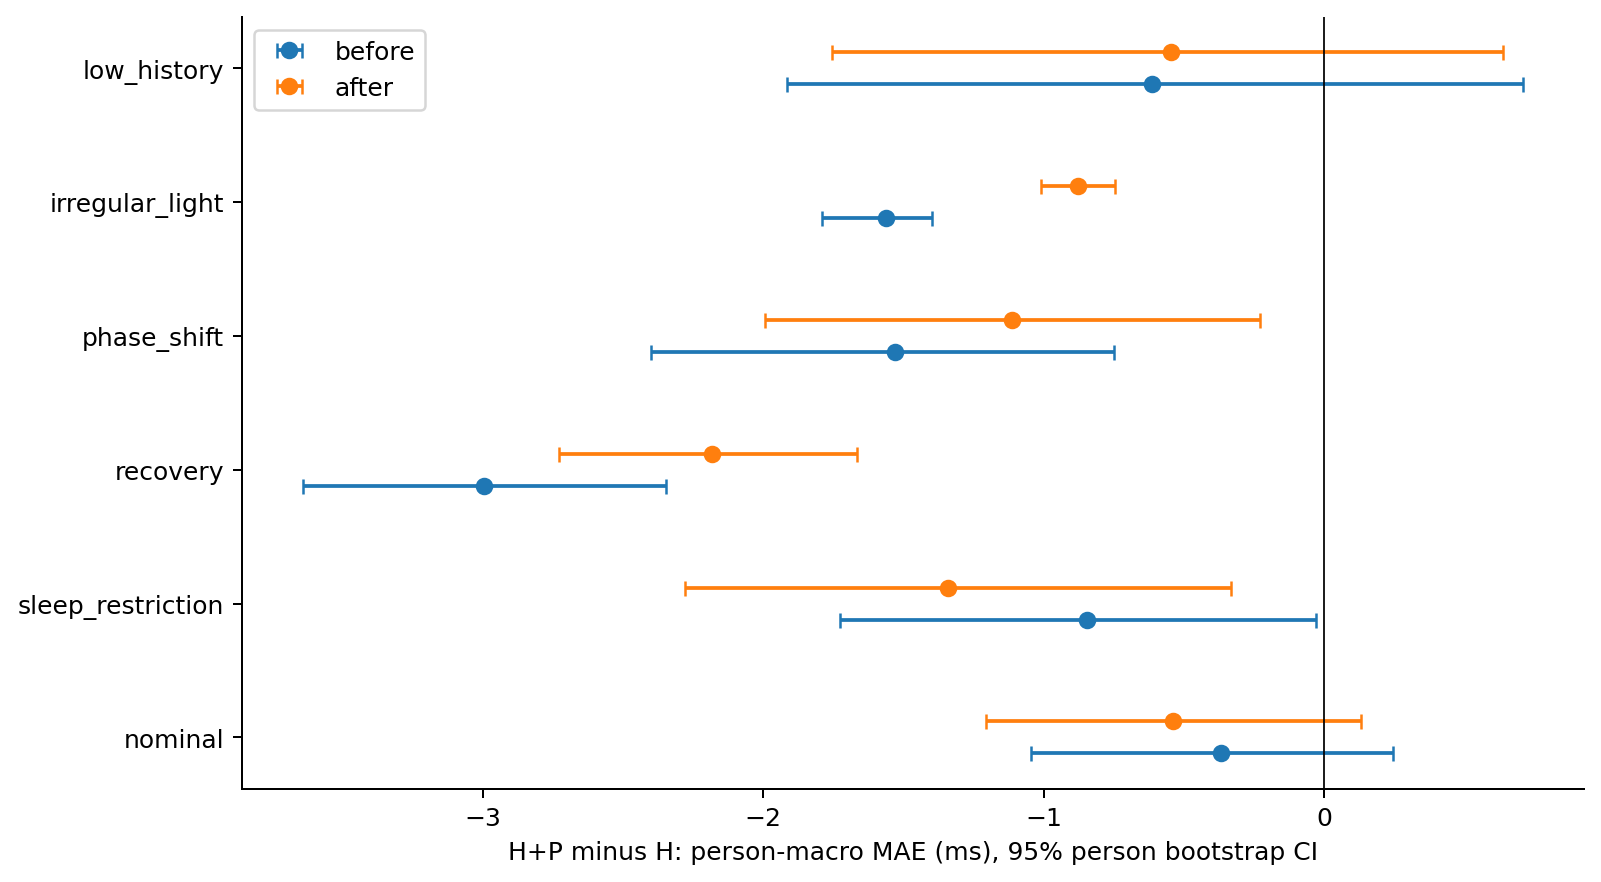 before
after
low_history
irregular_light
phase_shift
recovery
sleep_restriction
nominal
−3 −2 −1 0
H+P minus H: person-macro MAE (ms), 95% person bootstrap CI